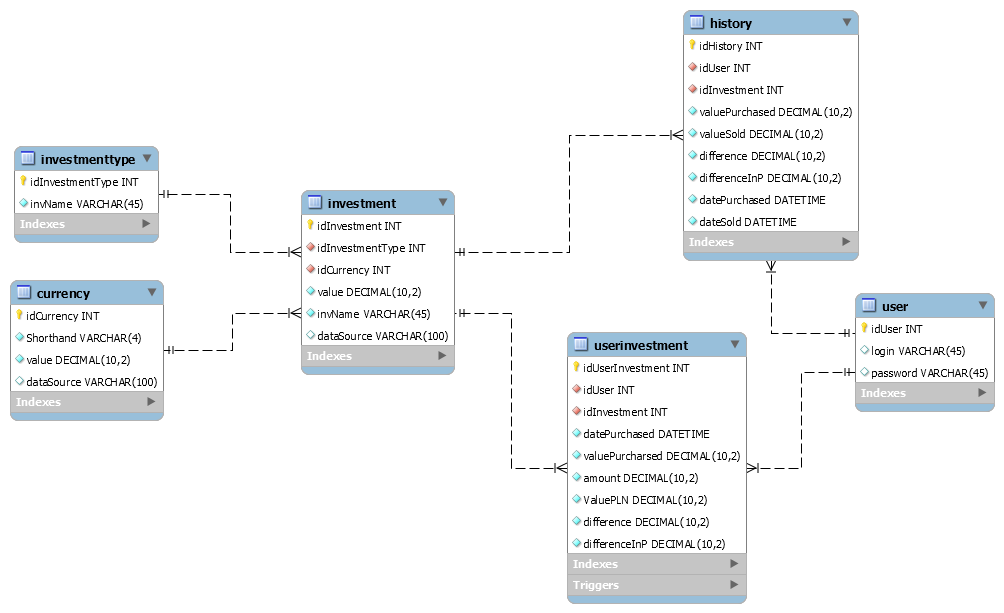 history
idHistory INT
idUser INT
idInvestment INT
valuePurchased DECIMAL(10,2)
valueSold DECIMAL(10,2)
difference DECIMAL(10,2)
differenceInP DECIMAL(10,2)
datePurchased DATETIME
dateSold DATETIME
Indexes
investmenttype
idInvestmentType INT
invName VARCHAR(45)
Indexes
investment
idInvestment INT
idInvestmentType INT
idCurrency INT
value DECIMAL(10,2)
invName VARCHAR(45)
dataSource VARCHAR(100)
Indexes
currency
idCurrency INT
Shorthand VARCHAR(4)
value DECIMAL(10,2)
dataSource VARCHAR(100)
Indexes
user
idUser INT
login VARCHAR(45)
password VARCHAR(45)
Indexes
userinvestment
idUserInvestment INT
idUser INT
idInvestment INT
datePurchased DATETIME
valuePurcharsed DECIMAL(10,2)
amount DECIMAL(10,2)
ValuePLN DECIMAL(10,2)
difference DECIMAL(10,2)
differenceInP DECIMAL(10,2)
Indexes
Triggers